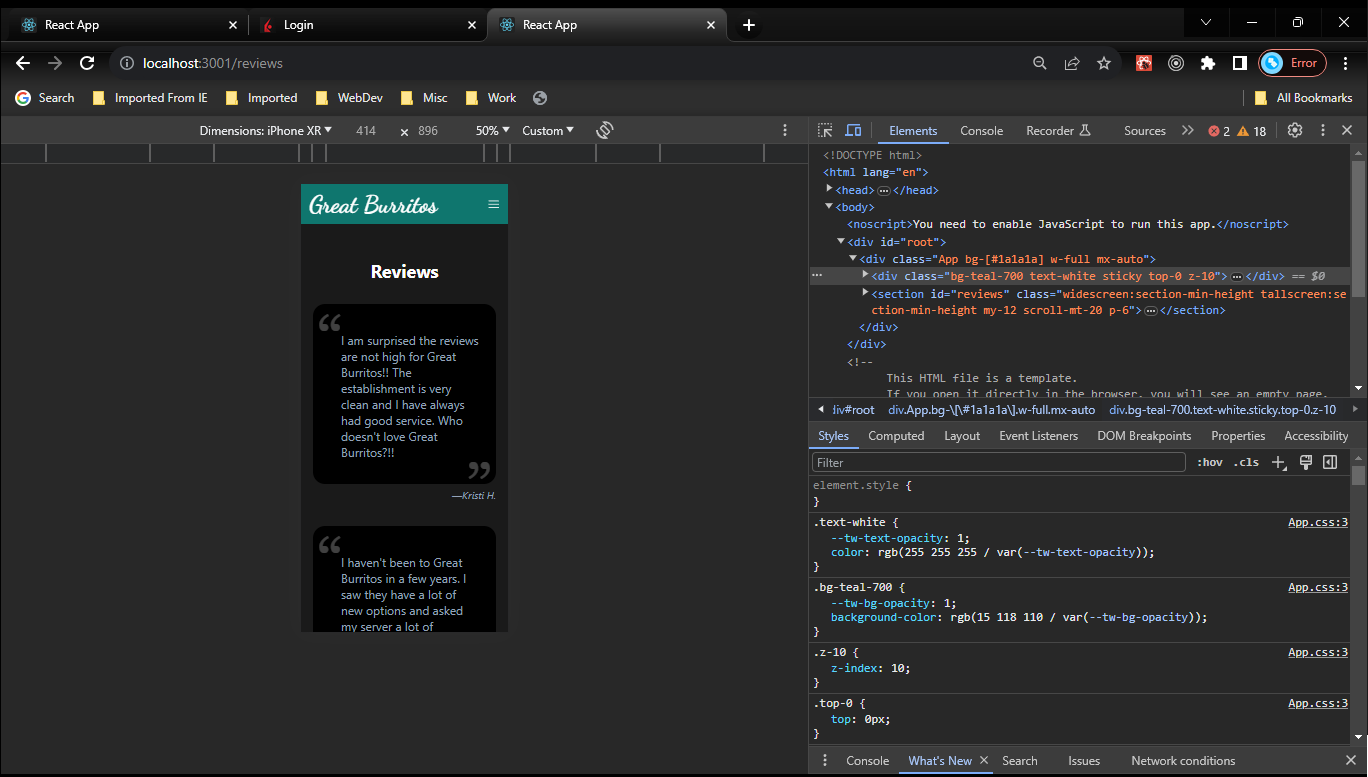 React App
Login
React App
localhost:3001/reviews
Error
Search
Imported From IE
Imported
WebDev
Misc
Work
All Bookmarks
Dimensions: iPhone XR
414
×
896
50%
Custom
Great Burritos
Reviews
I am surprised the reviews
are not high for Great
Burritos!! The
establishment is very
clean and I have always
had good service. Who
doesn't love Great
Burritos?!!
—Kristi H.
I haven't been to Great
Burritos in a few years. I
saw they have a lot of
new options and asked
my server a lot of
Elements
Console
Recorder
Sources
2
18
<!DOCTYPE html>
<html lang="en">
<head>…</head>
<body>
<noscript>You need to enable JavaScript to run this app.</noscript>
<div id="root">
<div class="App bg-[#1a1a1a] w-full mx-auto">
<div class="bg-teal-700 text-white sticky top-0 z-10">…</div> == $0
<section id="reviews" class="widescreen:section-min-height tallscreen:se
ction-min-height my-12 scroll-mt-20 p-6">…</section>
</div>
</div>
<!--
This HTML file is a template.
If you open it directly in the browser, you will see an empty page.
div#root
div.App.bg-\[\#1a1a1a\].w-full.mx-auto
div.bg-teal-700.text-white.sticky.top-0.z-10
Styles
Computed
Layout
Event Listeners
DOM Breakpoints
Properties
Accessibility
Filter
:hov
.cls
element.style {
}
.text-white {
App.css:3
--tw-text-opacity: 1;
color: rgb(255 255 255 / var(--tw-text-opacity));
}
.bg-teal-700 {
App.css:3
--tw-bg-opacity: 1;
background-color: rgb(15 118 110 / var(--tw-bg-opacity));
}
.z-10 {
App.css:3
z-index: 10;
}
.top-0 {
App.css:3
top: 0px;
}
Console
What's New
Search
Issues
Network conditions